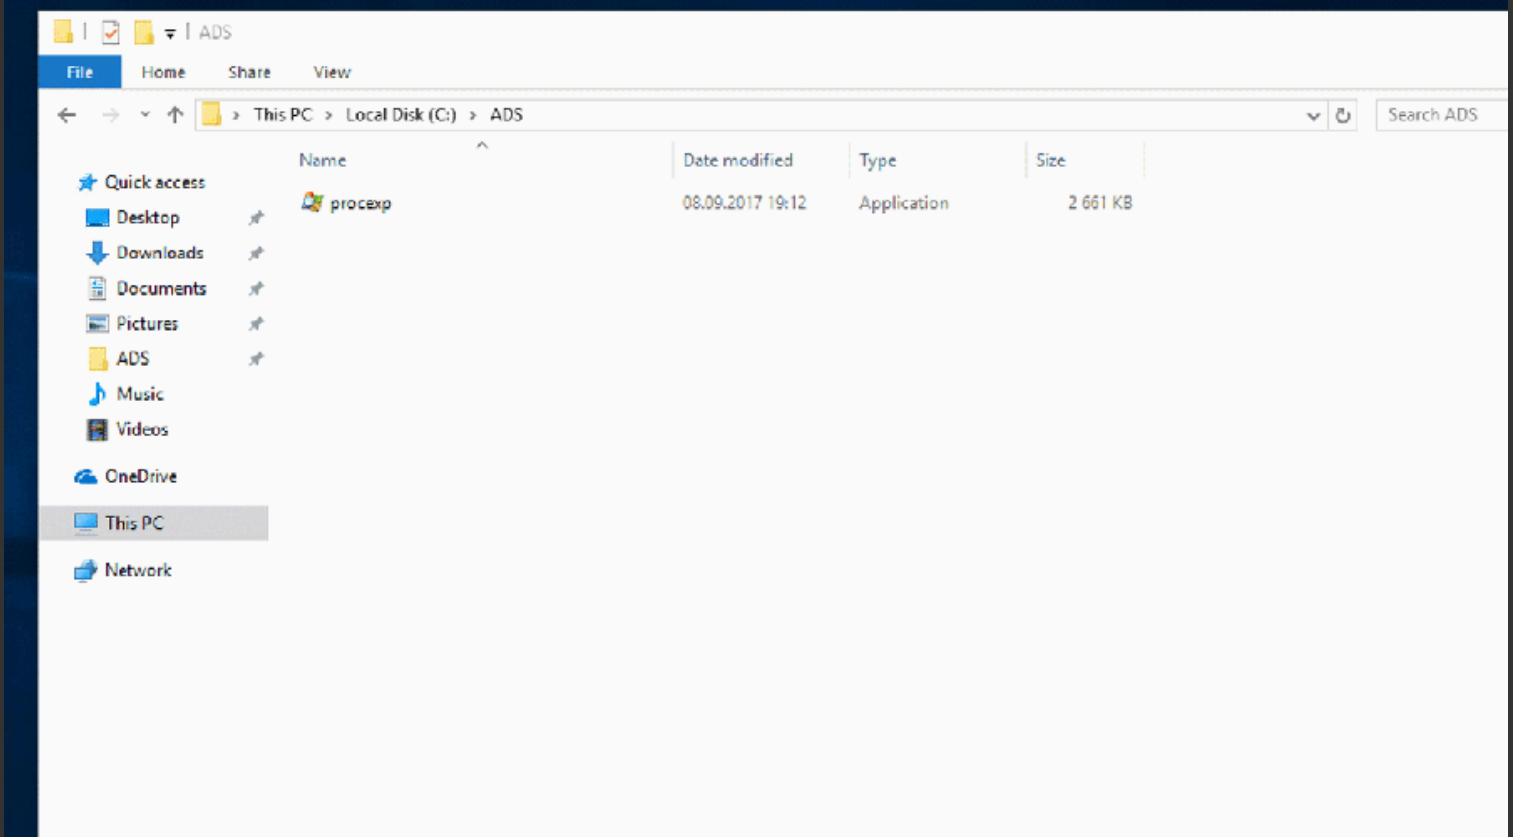 ADS
File Home Share View
This PC Local Disk (C:) ADS Search ADS
Name Date modified Type Size
procexp 08.09.2017 19:12 Application 2 661 KB
Quick access
Desktop
Downloads
Documents
Pictures
ADS
Music
Videos
OneDrive
This PC
Network